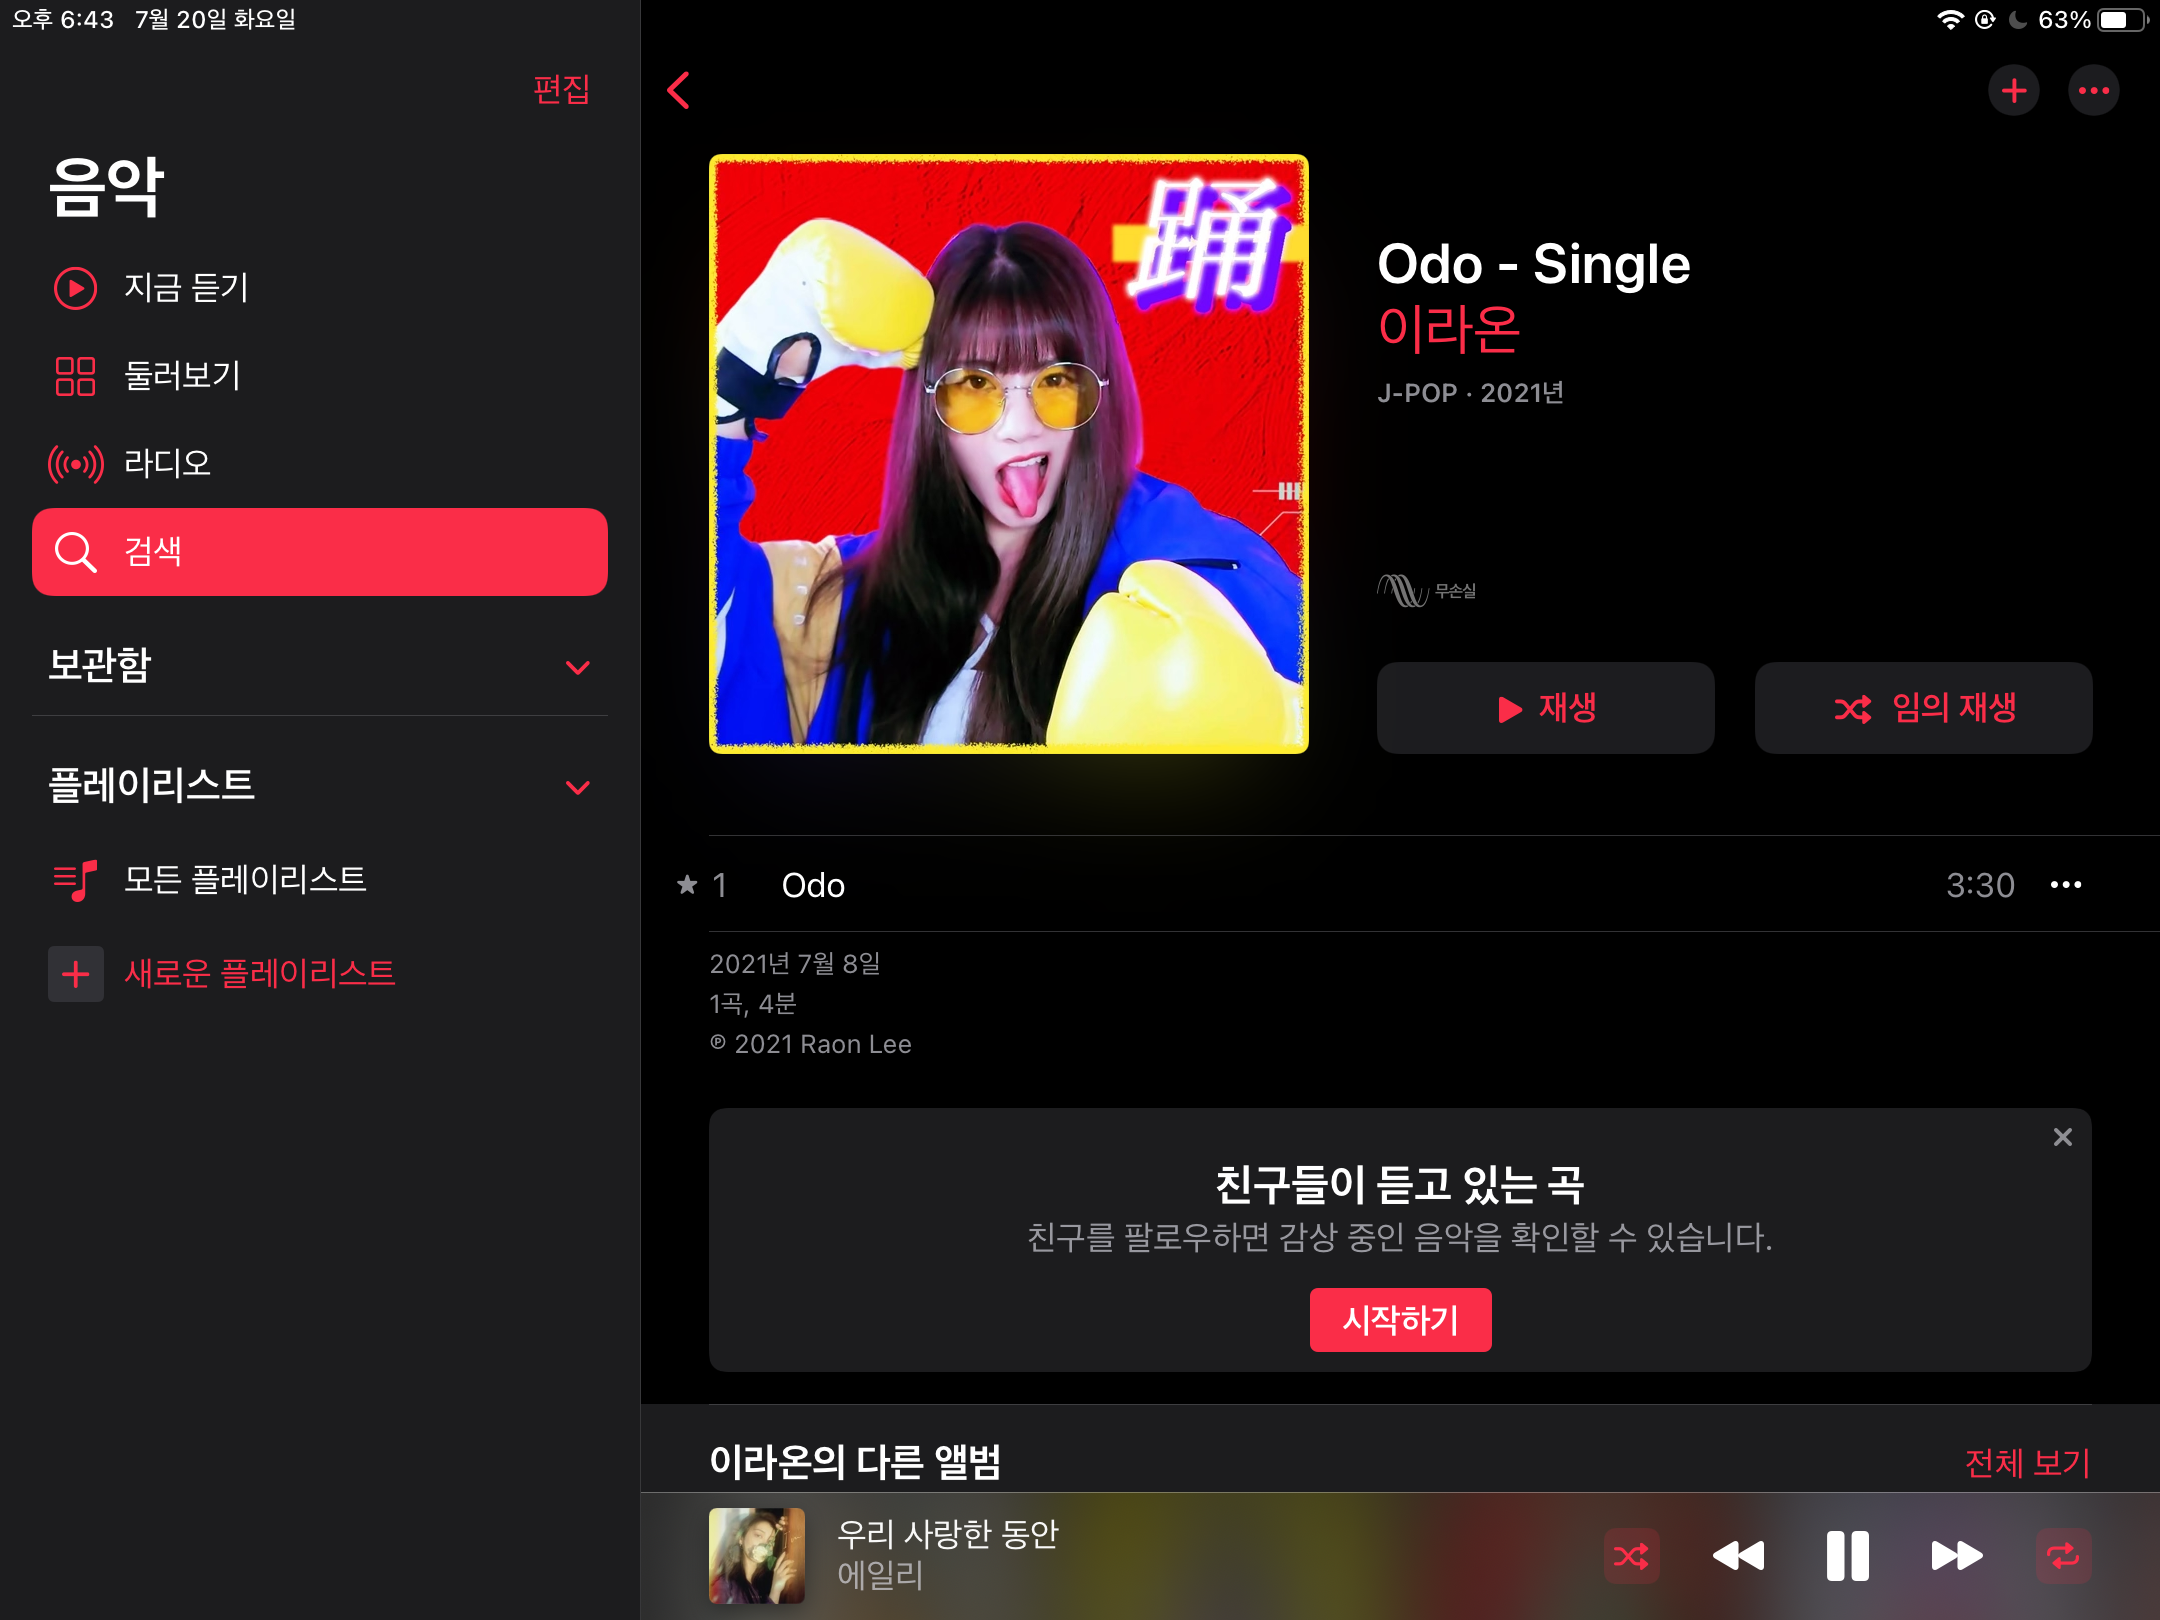 오후 6:43 7월 20일 화요일
63%
편집
음악
지금 듣기
둘러보기
라디오
검색
보관함
플레이리스트
모든 플레이리스트
새로운 플레이리스트
踊
Odo - Single
이라온
J-POP · 2021년
무손실
재생
임의 재생
★ 1 Odo 3:30
2021년 7월 8일
1곡, 4분
℗ 2021 Raon Lee
친구들이 듣고 있는 곡
친구를 팔로우하면 감상 중인 음악을 확인할 수 있습니다.
시작하기
이라온의 다른 앨범 전체 보기
우리 사랑한 동안
에일리